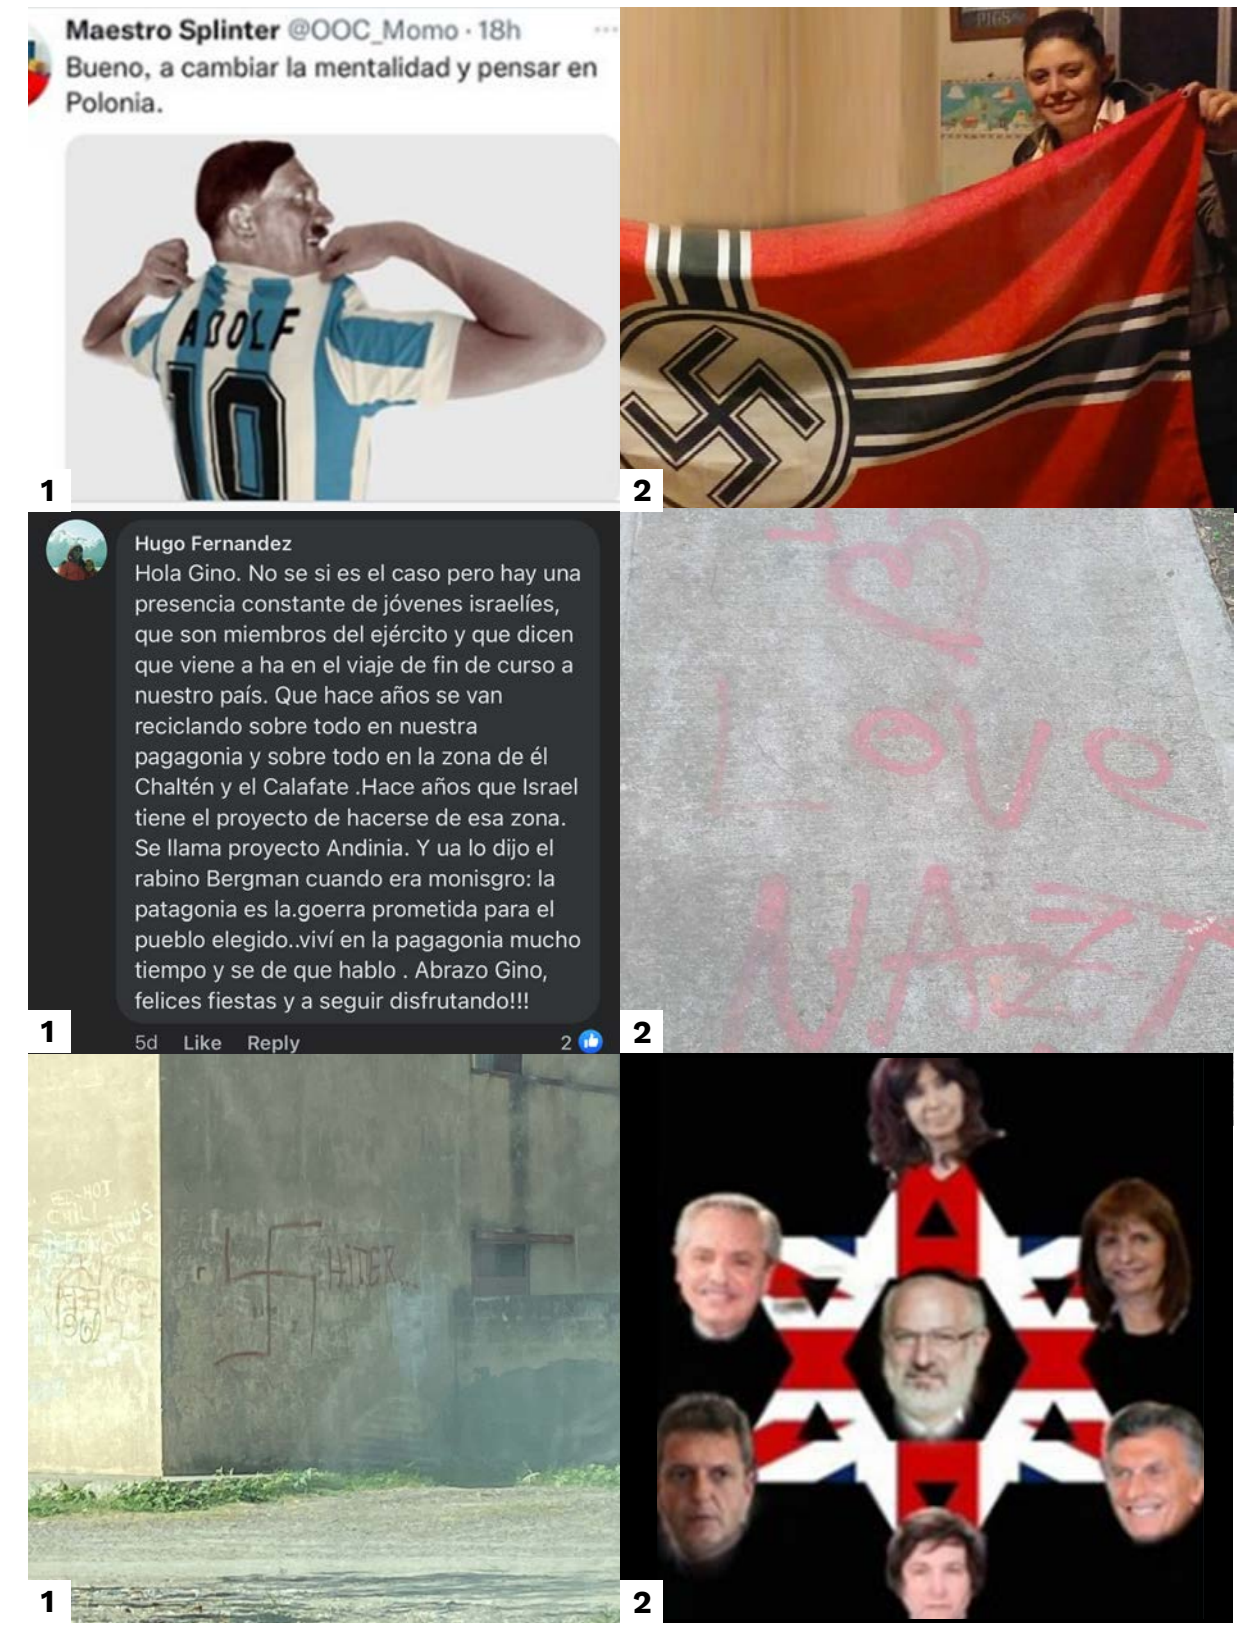 Maestro Splinter @OOC_Momo · 18h
Bueno, a cambiar la mentalidad y pensar en
Polonia.
ADOLF
10
1
PIGS
2
Hugo Fernandez
Hola Gino. No se si es el caso pero hay una
presencia constante de jóvenes israelíes,
que son miembros del ejército y que dicen
que viene a ha en el viaje de fin de curso a
nuestro país. Que hace años se van
reciclando sobre todo en nuestra
pagagonia y sobre todo en la zona de él
Chaltén y el Calafate .Hace años que Israel
tiene el proyecto de hacerse de esa zona.
Se llama proyecto Andinia. Y ua lo dijo el
rabino Bergman cuando era monisgro: la
patagonia es la.goerra prometida para el
pueblo elegido..viví en la pagagonia mucho
tiempo y se de que hablo . Abrazo Gino,
felices fiestas y a seguir disfrutando!!!
5d Like Reply 2
1
Love
NAZI
2
HITER
1
2